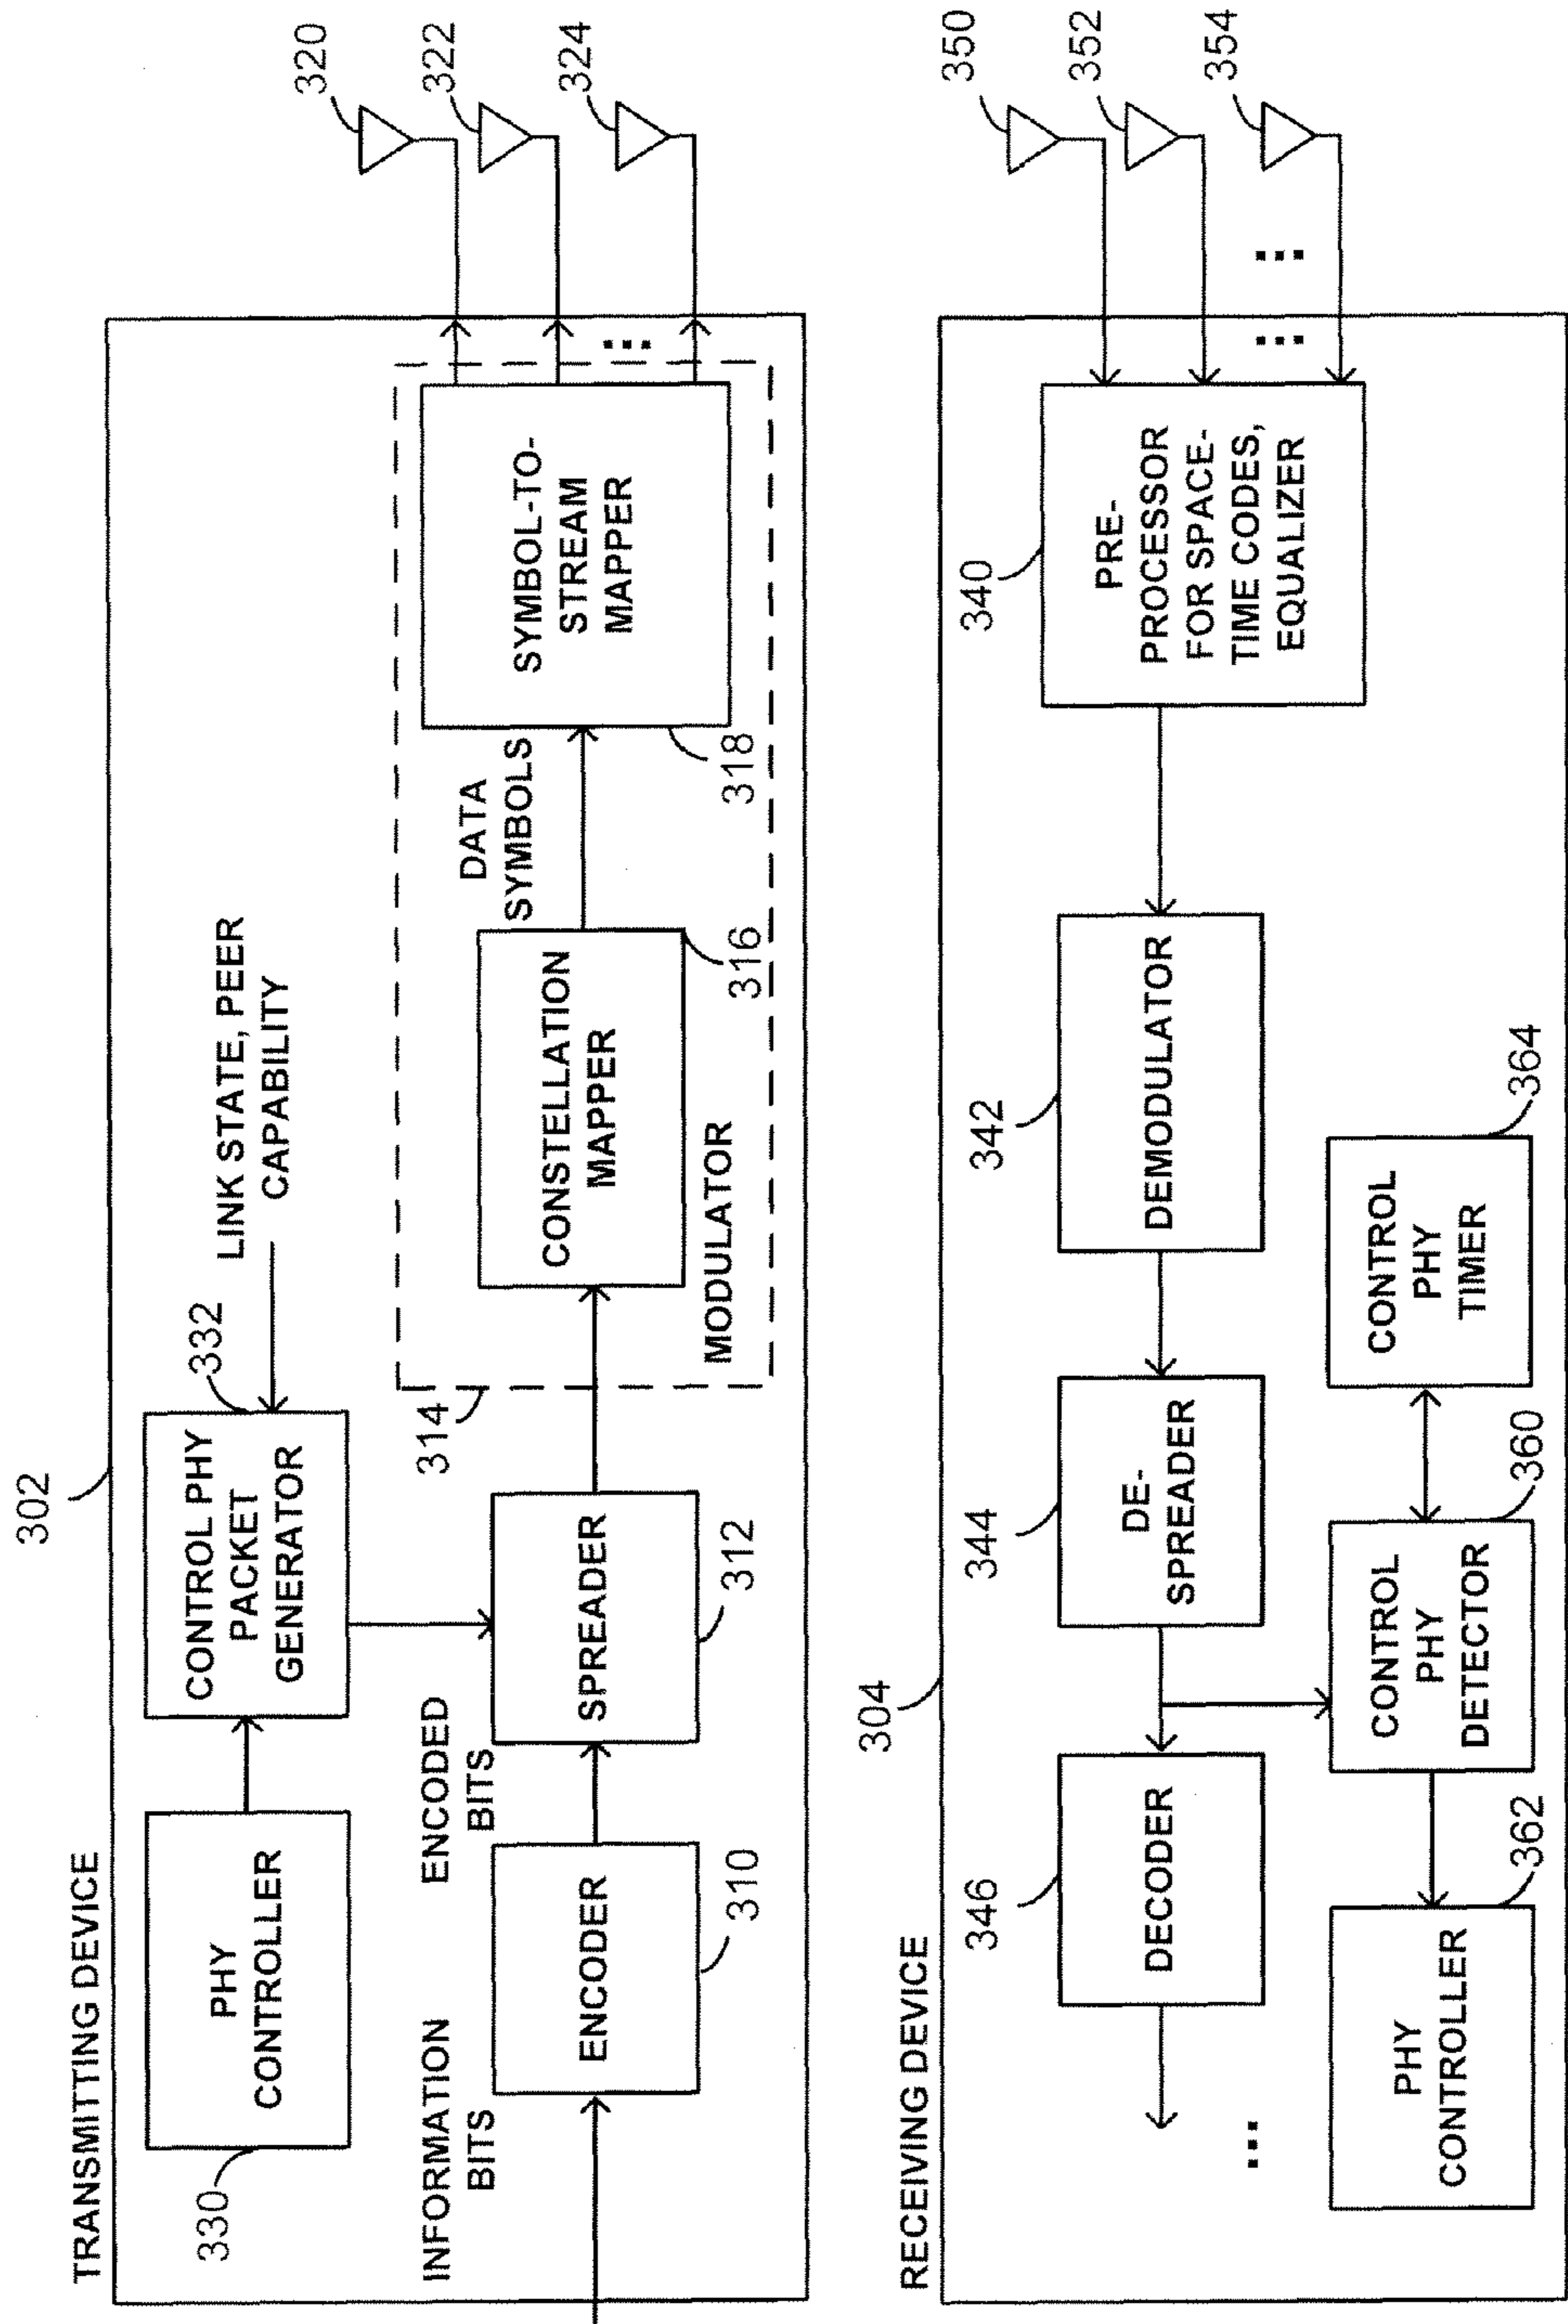 TRANSMITTING DEVICE
302
PHY
CONTROLLER
330
CONTROL PHY
PACKET
GENERATOR
332
LINK STATE, PEER
CAPABILITY
INFORMATION
BITS
ENCODER
310
ENCODED
BITS
SPREADER
312
314
CONSTELLATION
MAPPER
316
MODULATOR
DATA
SYMBOLS
SYMBOL-TO-
STREAM
MAPPER
318
...
320
322
324
RECEIVING DEVICE
304
346
DECODER
344
DE-
SPREADER
342
DEMODULATOR
340
PRE-
PROCESSOR
FOR SPACE-
TIME CODES,
EQUALIZER
...
...
350
352
354
...
PHY
CONTROLLER
362
CONTROL
PHY
DETECTOR
360
CONTROL
PHY
TIMER
364